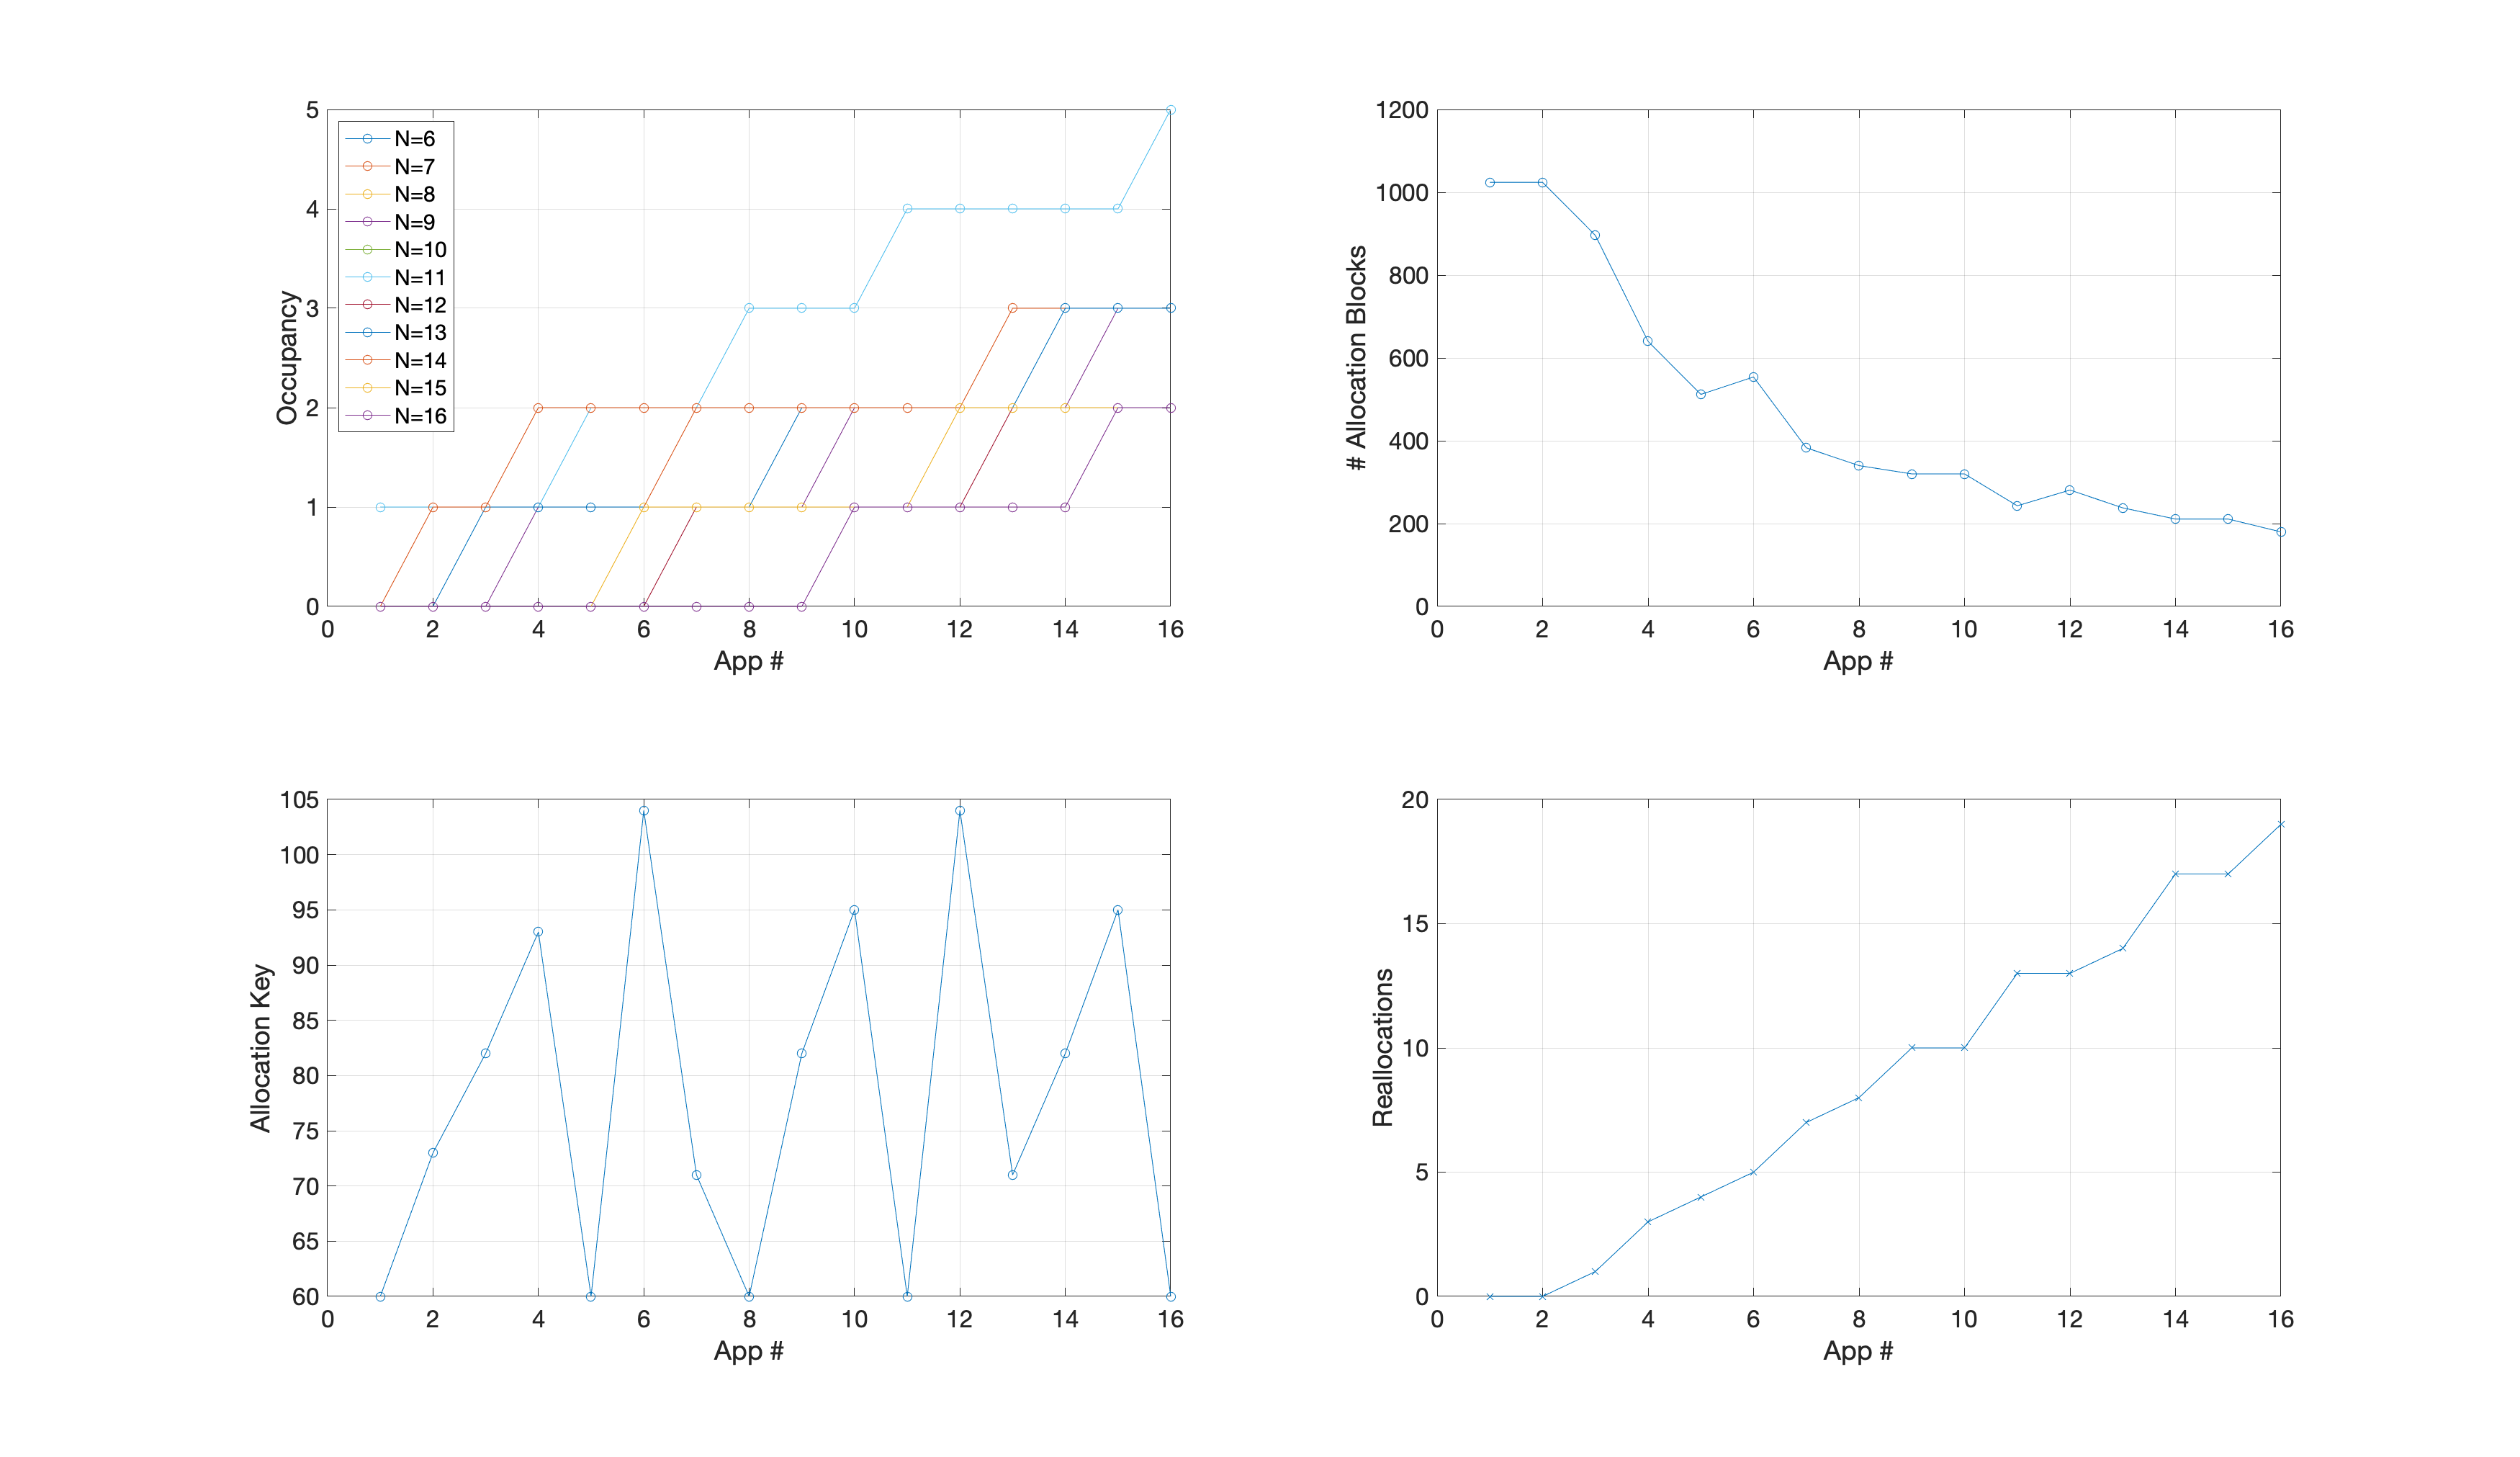 5
4
3
2
1
0
Occupancy
N=6
N=7
N=8
N=9
N=10
N=11
N=12
N=13
N=14
N=15
N=16
0 2 4 6 8 10 12 14 16
App #
1200
1000
800
600
400
200
0
# Allocation Blocks
0 2 4 6 8 10 12 14 16
App #
105
100
95
90
85
80
75
70
65
60
Allocation Key
0 2 4 6 8 10 12 14 16
App #
20
15
10
5
0
Reallocations
0 2 4 6 8 10 12 14 16
App #